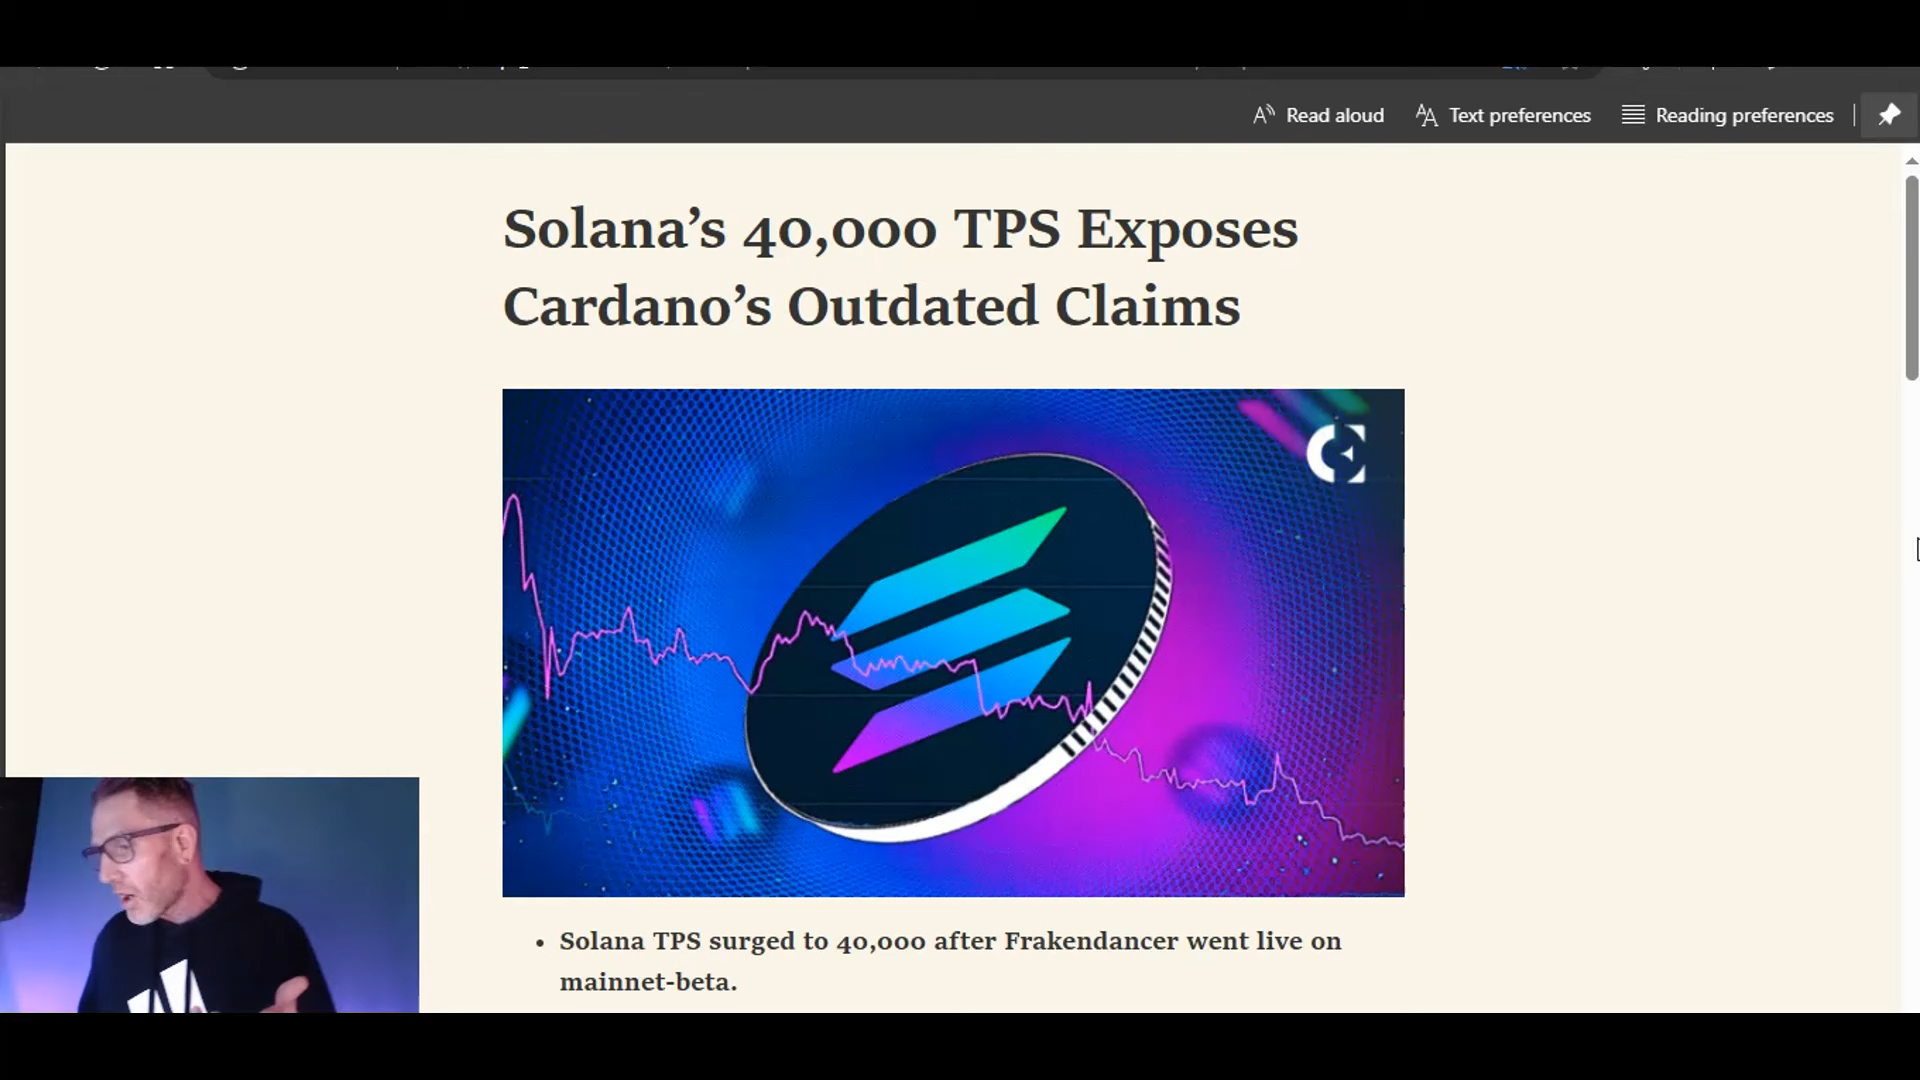 Read aloud
Text preferences
Reading preferences
Solana’s 40,000 TPS Exposes
Cardano’s Outdated Claims
• Solana TPS surged to 40,000 after Frakendancer went live on
mainnet-beta.